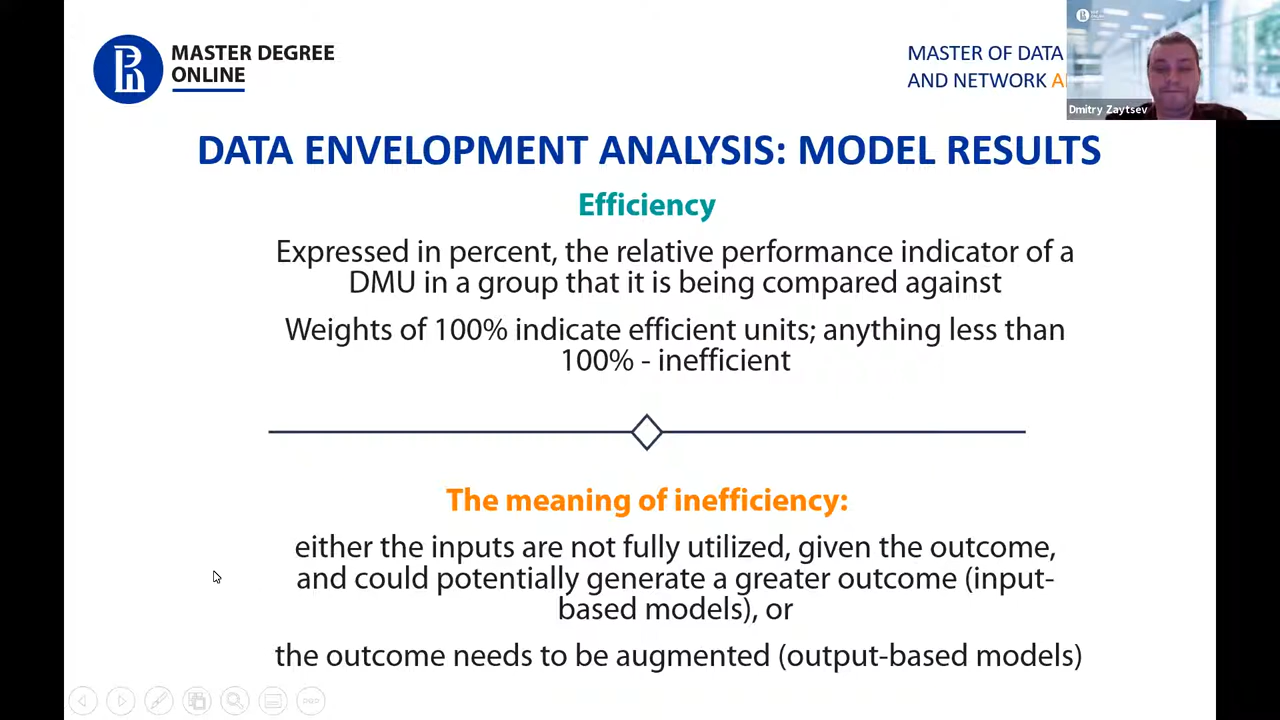 MASTER DEGREE
ONLINE
MASTER OF DATA
AND NETWORK A
Dmitry Zaytsev
DATA ENVELOPMENT ANALYSIS: MODEL RESULTS
Efficiency
Expressed in percent, the relative performance indicator of a
DMU in a group that it is being compared against
Weights of 100% indicate efficient units; anything less than
100% - inefficient
The meaning of inefficiency:
either the inputs are not fully utilized, given the outcome,
and could potentially generate a greater outcome (input-
based models), or
the outcome needs to be augmented (output-based models)